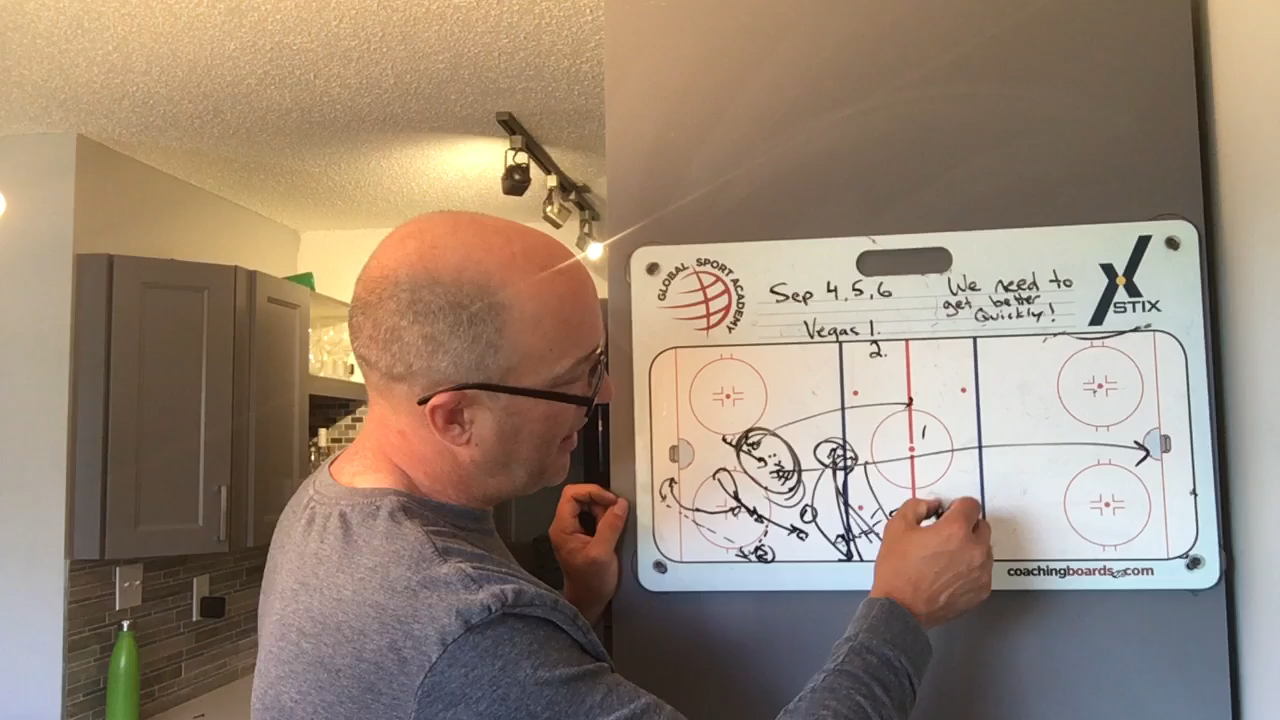 GLOBAL SPORT ACADEMY
Sep 4,5,6
Vegas 1.
2.
We need to
get better
Quickly!
STIX
1
coachingboards.com